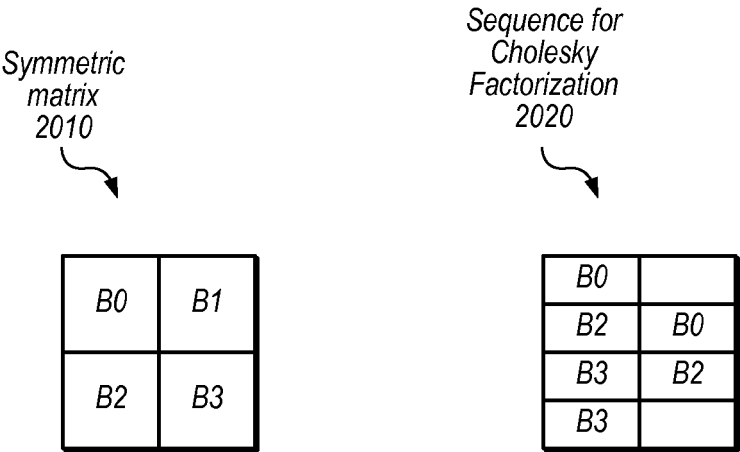 Symmetric
matrix
2010
Sequence for
Cholesky
Factorization
2020
B0 B1
B2 B3
B0
B2 B0
B3 B2
B3